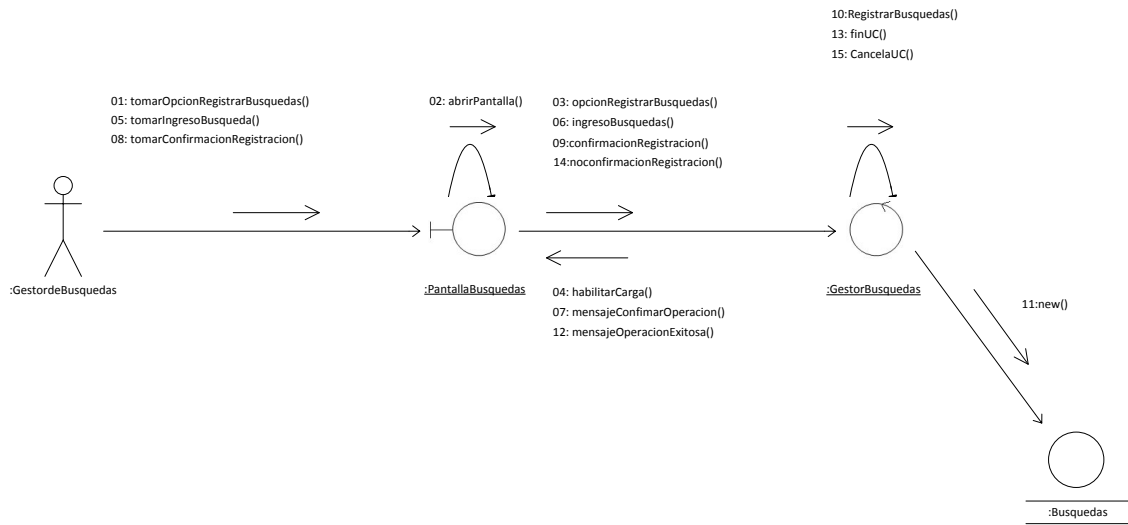 10:RegistrarBusquedas()
13: finUC()
15: CancelaUC()
01: tomarOpcionRegistrarBusquedas()
05: tomarIngresoBusqueda()
08: tomarConfirmacionRegistracion()
02: abrirPantalla()
03: opcionRegistrarBusquedas()
06: ingresoBusquedas()
09:confirmacionRegistracion()
14:noconfirmacionRegistracion()
:GestordeBusquedas
:PantallaBusquedas
04: habilitarCarga()
07: mensajeConfimarOperacion()
12: mensajeOperacionExitosa()
:GestorBusquedas
11:new()
:Busquedas